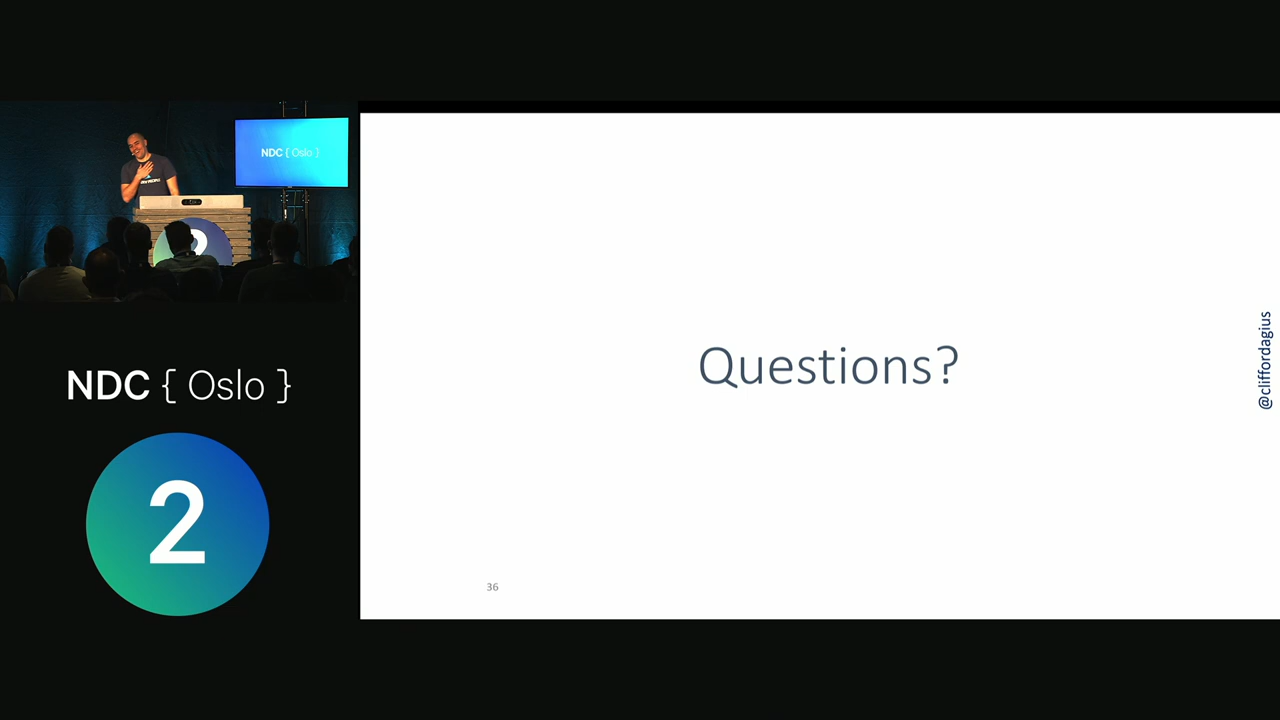 NDC { Oslo }
NDC { Oslo }
2
Questions?
36
@cliffordagius